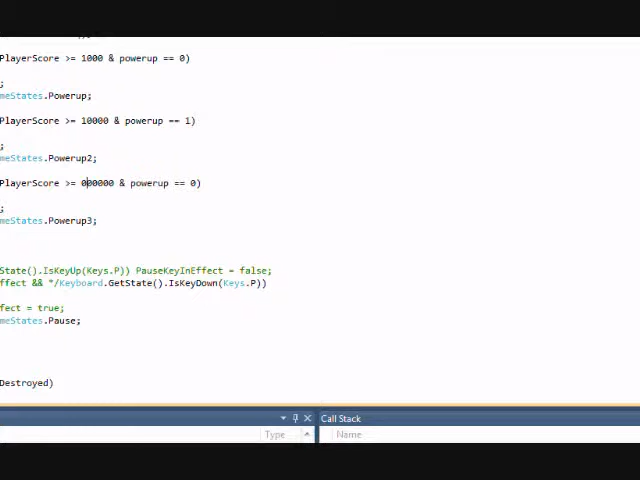 PlayerScore >= 1000 & powerup == 0)
;
meStates.Powerup;
PlayerScore >= 10000 & powerup == 1)
;
meStates.Powerup2;
PlayerScore >= 000000 & powerup == 0)
;
meStates.Powerup3;
State().IsKeyUp(Keys.P)) PauseKeyInEffect = false;
ffect && */Keyboard.GetState().IsKeyDown(Keys.P))
fect = true;
meStates.Pause;
Destroyed)
Call Stack
Type
Name